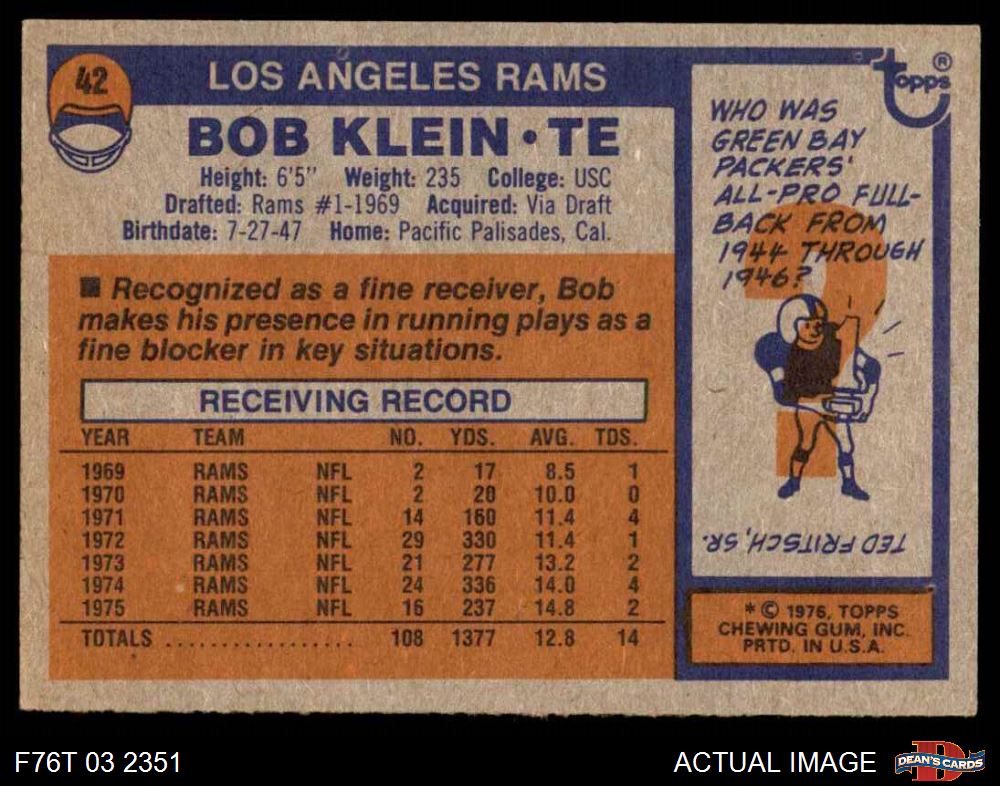 42
LOS ANGELES RAMS
BOB KLEIN • TE
Height: 6'5" Weight: 235 College: USC
Drafted: Rams #1-1969 Acquired: Via Draft
Birthdate: 7-27-47 Home: Pacific Palisades, Cal.
■ Recognized as a fine receiver, Bob
makes his presence in running plays as a
fine blocker in key situations.
RECEIVING RECORD
YEAR TEAM NO. YDS. AVG. TDS.
1969 RAMS NFL 2 17 8.5 1
1970 RAMS NFL 2 20 10.0 0
1971 RAMS NFL 14 160 11.4 4
1972 RAMS NFL 29 330 11.4 1
1973 RAMS NFL 21 277 13.2 2
1974 RAMS NFL 24 336 14.0 4
1975 RAMS NFL 16 237 14.8 2
TOTALS .................. 108 1377 12.8 14
topps ®
WHO WAS
GREEN BAY
PACKERS'
ALL-PRO FULL-
BACK FROM
1944 THROUGH
1946?
TED FRITSCH, SR.
* © 1976, TOPPS
CHEWING GUM, INC.
PRTD. IN U.S.A.
F76T 03 2351
ACTUAL IMAGE
D
DEAN'S CARDS